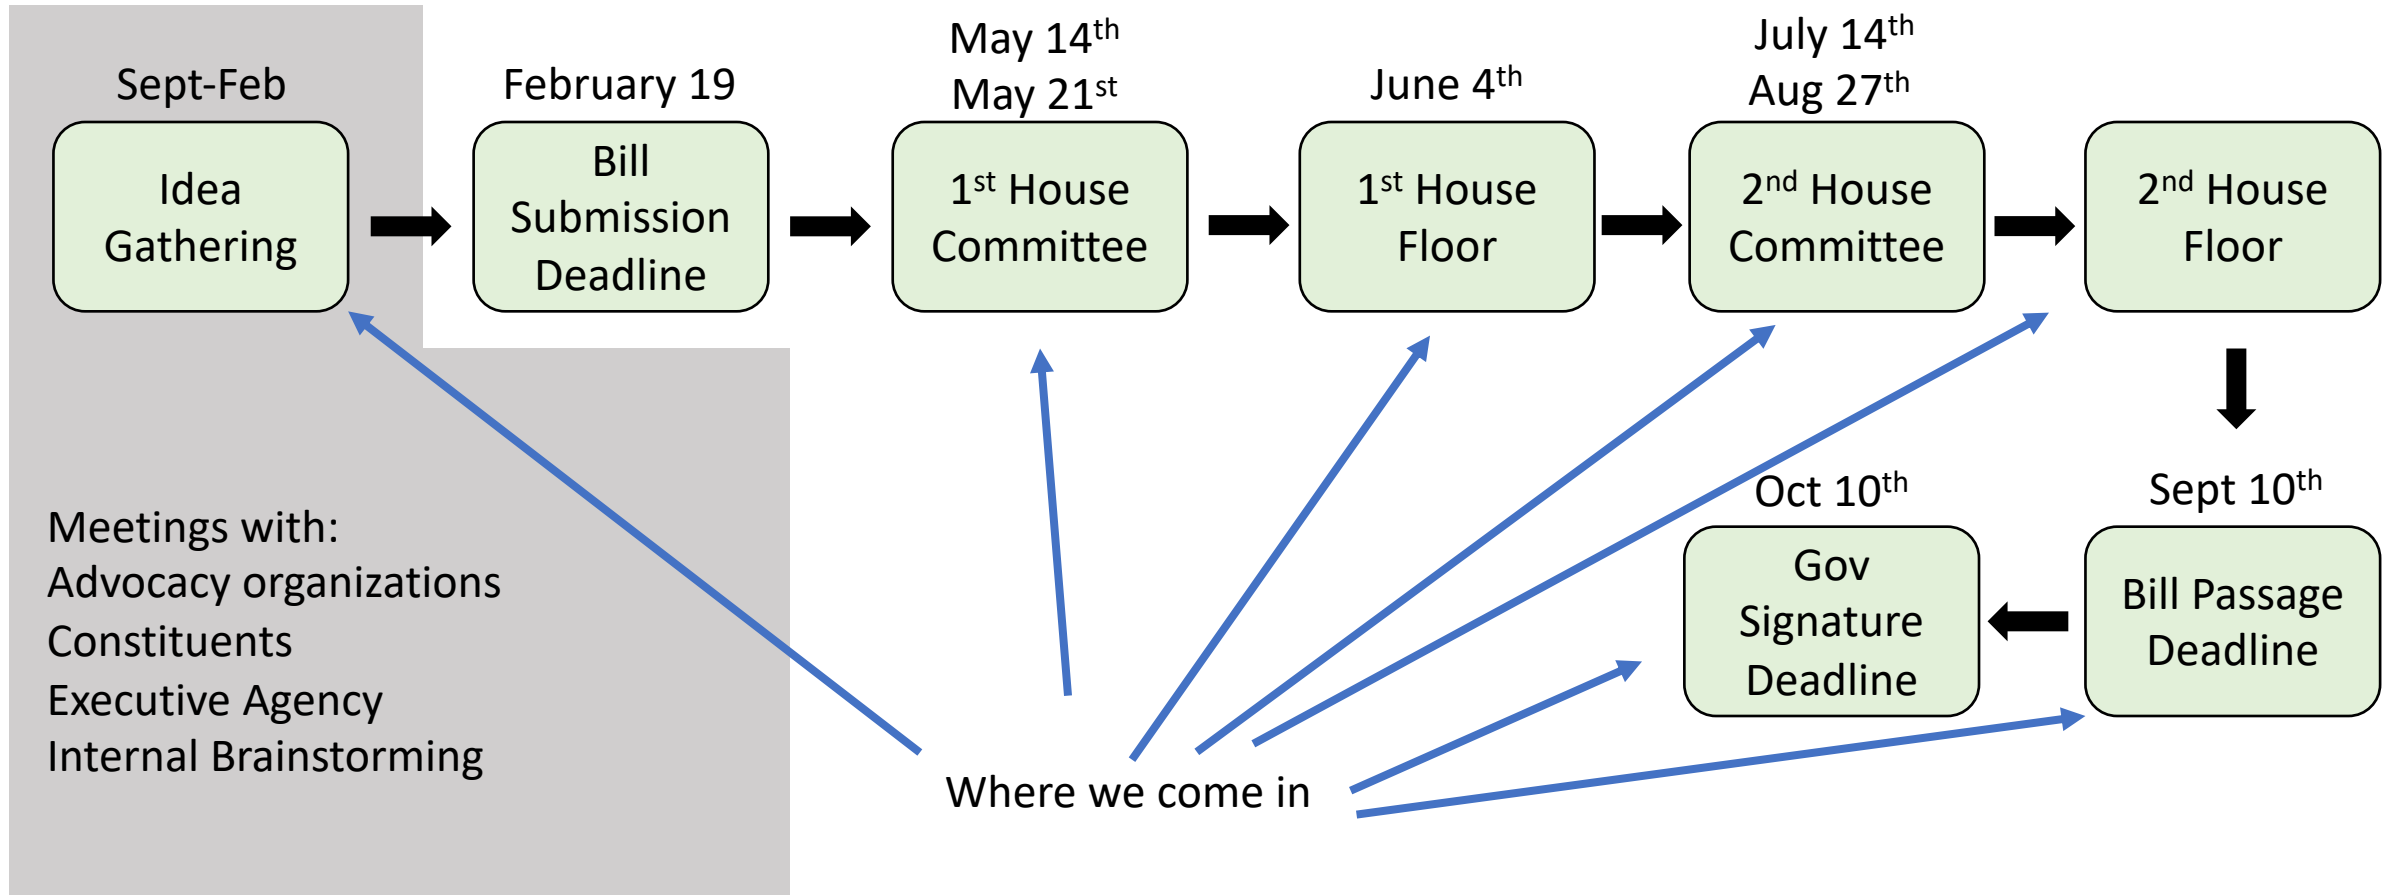 Sept-Feb
Idea
Gathering
February 19
Bill
Submission
Deadline
May 14th
May 21st
1st House
Committee
June 4th
1st House
Floor
July 14th
Aug 27th
2nd House
Committee
2nd House
Floor
Sept 10th
Bill Passage
Deadline
Oct 10th
Gov
Signature
Deadline
Meetings with:
Advocacy organizations
Constituents
Executive Agency
Internal Brainstorming
Where we come in